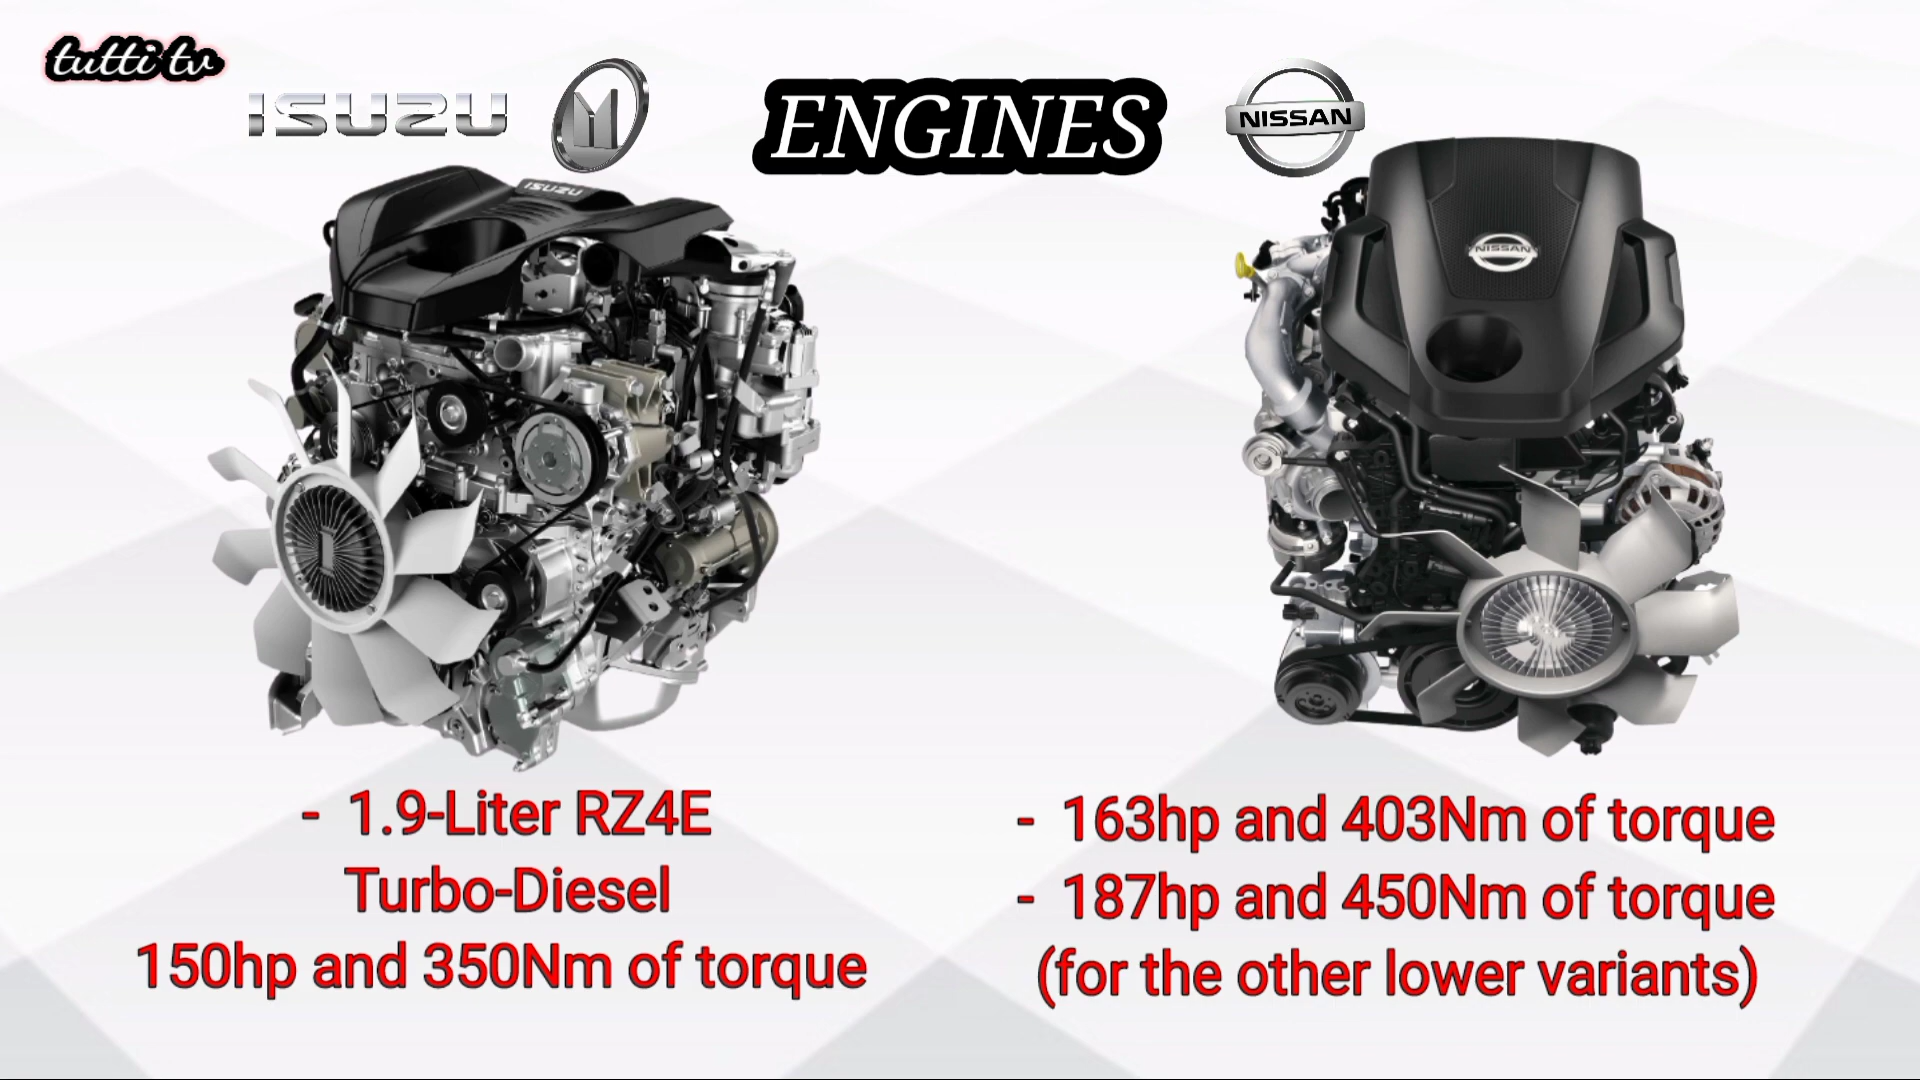 tutti tv
ISUZU
ENGINES
NISSAN
ISUZU
NISSAN
- 1.9-Liter RZ4E
Turbo-Diesel
150hp and 350Nm of torque
- 163hp and 403Nm of torque
- 187hp and 450Nm of torque
(for the other lower variants)